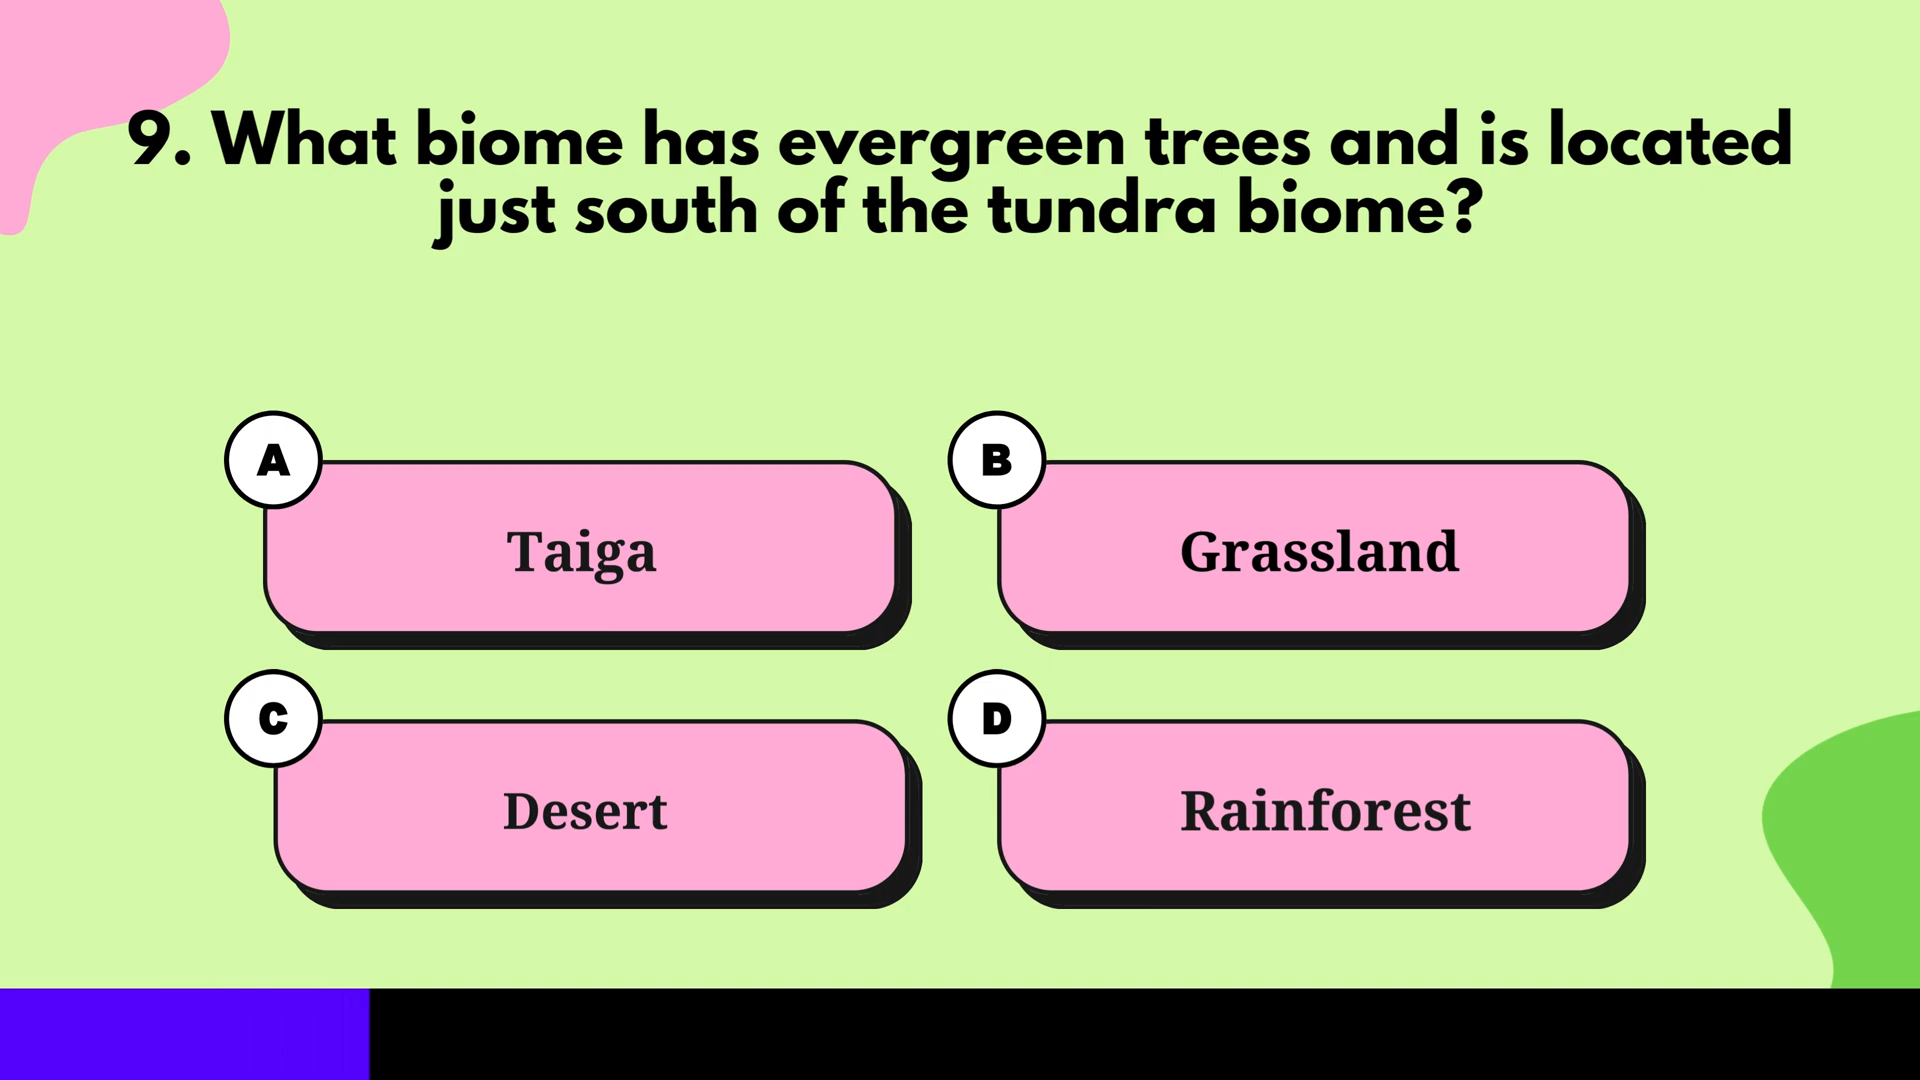 9. What biome has evergreen trees and is located
just south of the tundra biome?
A
Taiga
B
Grassland
C
Desert
D
Rainforest